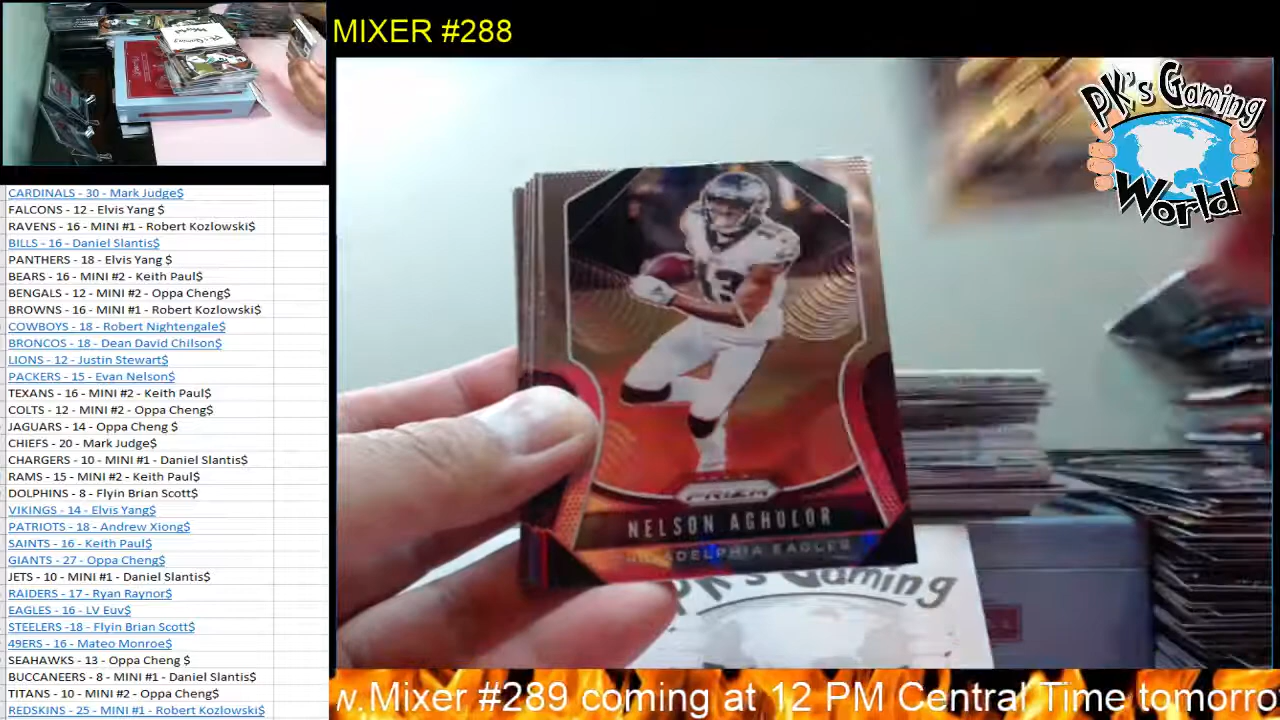 MIXER #288
PK's Gaming
World
CARDINALS - 30 - Mark Judge$
FALCONS - 12 - Elvis Yang $
RAVENS - 16 - MINI #1 - Robert Kozlowski$
BILLS - 16 - Daniel Slantis$
PANTHERS - 18 - Elvis Yang $
BEARS - 16 - MINI #2 - Keith Paul$
BENGALS - 12 - MINI #2 - Oppa Cheng$
BROWNS - 16 - MINI #1 - Robert Kozlowski$
COWBOYS - 18 - Robert Nightengale$
BRONCOS - 18 - Dean David Chilson$
LIONS - 12 - Justin Stewart$
PACKERS - 15 - Evan Nelson$
TEXANS - 16 - MINI #2 - Keith Paul$
COLTS - 12 - MINI #2 - Oppa Cheng$
JAGUARS - 14 - Oppa Cheng $
CHIEFS - 20 - Mark Judge$
CHARGERS - 10 - MINI #1 - Daniel Slantis$
RAMS - 15 - MINI #2 - Keith Paul$
DOLPHINS - 8 - Flyin Brian Scott$
VIKINGS - 14 - Elvis Yang$
PATRIOTS - 18 - Andrew Xiong$
SAINTS - 16 - Keith Paul$
GIANTS - 27 - Oppa Cheng$
JETS - 10 - MINI #1 - Daniel Slantis$
RAIDERS - 17 - Ryan Raynor$
EAGLES - 16 - LV Euv$
STEELERS -18 - Flyin Brian Scott$
49ERS - 16 - Mateo Monroe$
SEAHAWKS - 13 - Oppa Cheng $
BUCCANEERS - 8 - MINI #1 - Daniel Slantis$
TITANS - 10 - MINI #2 - Oppa Cheng$
REDSKINS - 25 - MINI #1 - Robert Kozlowski$
13
PRIZM
NELSON AGHOLOR
PHILADELPHIA EAGLES
PK's Gaming
w.Mixer #289 coming at 12 PM Central Time tomorro